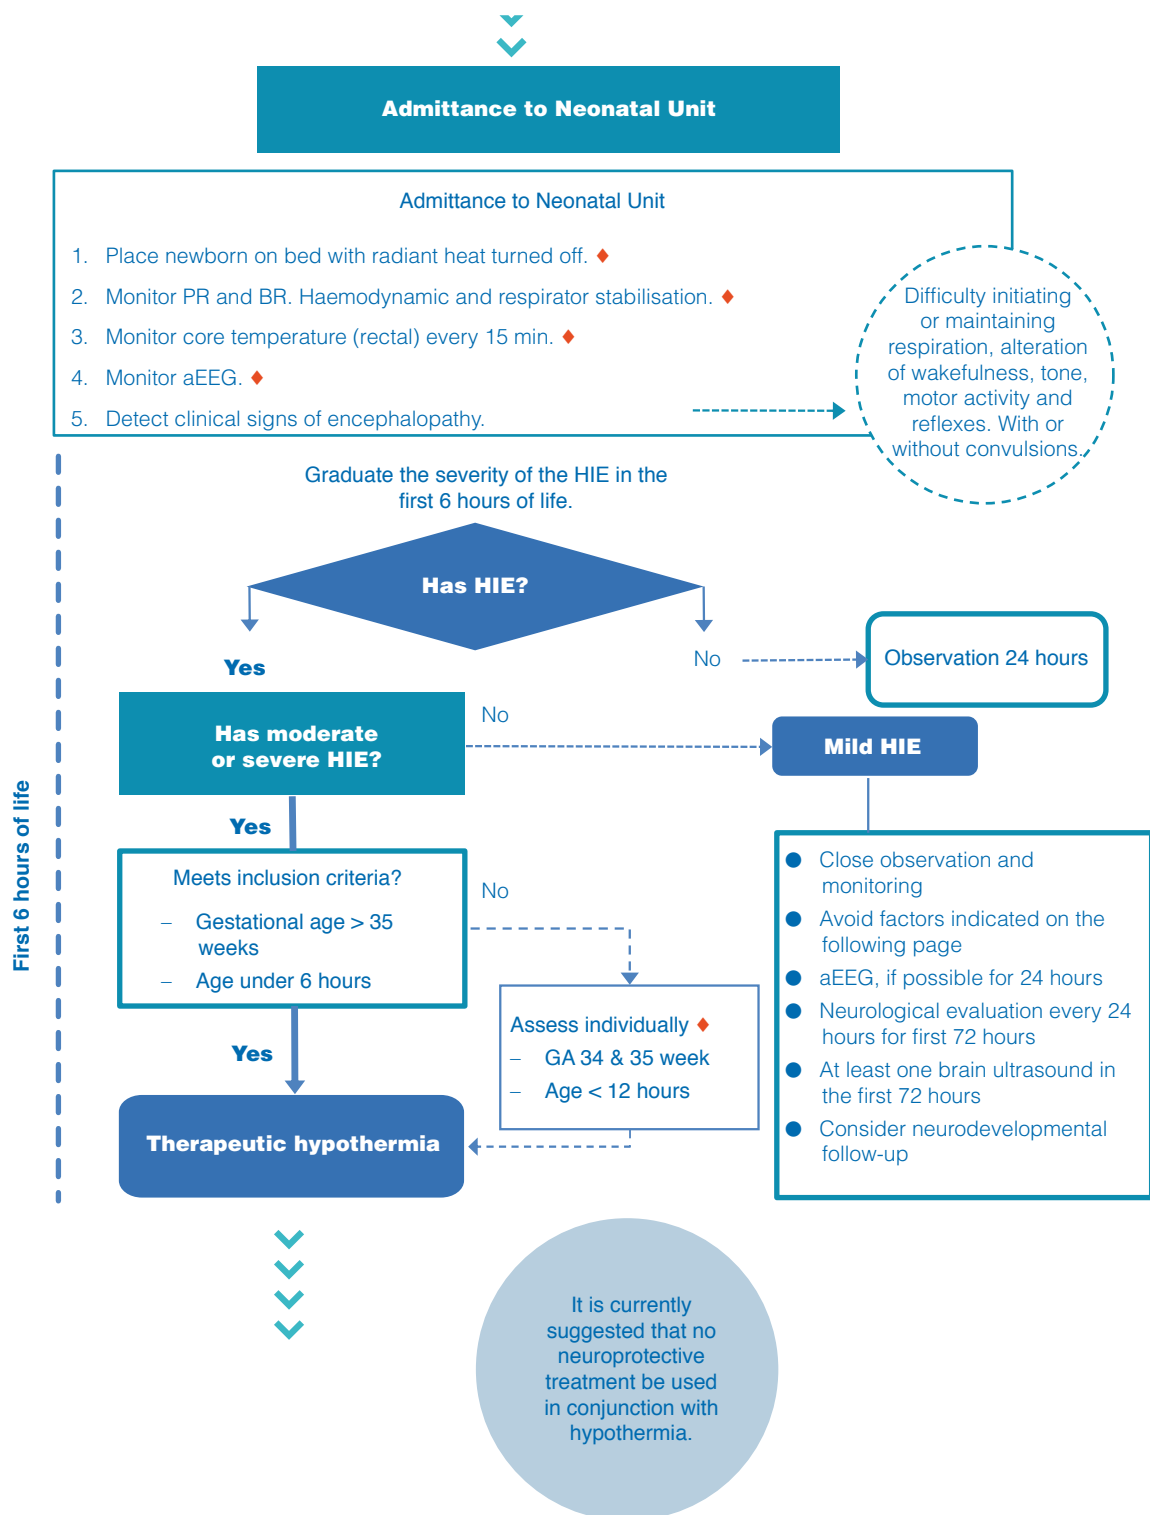 Admittance to Neonatal Unit
Admittance to Neonatal Unit
1. Place newborn on bed with radiant heat turned off. ♦
2. Monitor PR and BR. Haemodynamic and respirator stabilisation. ♦
3. Monitor core temperature (rectal) every 15 min. ♦
4. Monitor aEEG. ♦
5. Detect clinical signs of encephalopathy.
Difficulty initiating
or maintaining
respiration, alteration
of wakefulness, tone,
motor activity and
reflexes. With or
without convulsions.
Graduate the severity of the HIE in the
first 6 hours of life.
Has HIE?
Yes
No
Observation 24 hours
Has moderate
or severe HIE?
No
Mild HIE
Yes
Meets inclusion criteria?
– Gestational age > 35
weeks
– Age under 6 hours
No
Assess individually ♦
– GA 34 & 35 week
– Age < 12 hours
Yes
Therapeutic hypothermia
● Close observation and
monitoring
● Avoid factors indicated on the
following page
● aEEG, if possible for 24 hours
● Neurological evaluation every 24
hours for first 72 hours
● At least one brain ultrasound in
the first 72 hours
● Consider neurodevelopmental
follow-up
First 6 hours of life
It is currently
suggested that no
neuroprotective
treatment be used
in conjunction with
hypothermia.